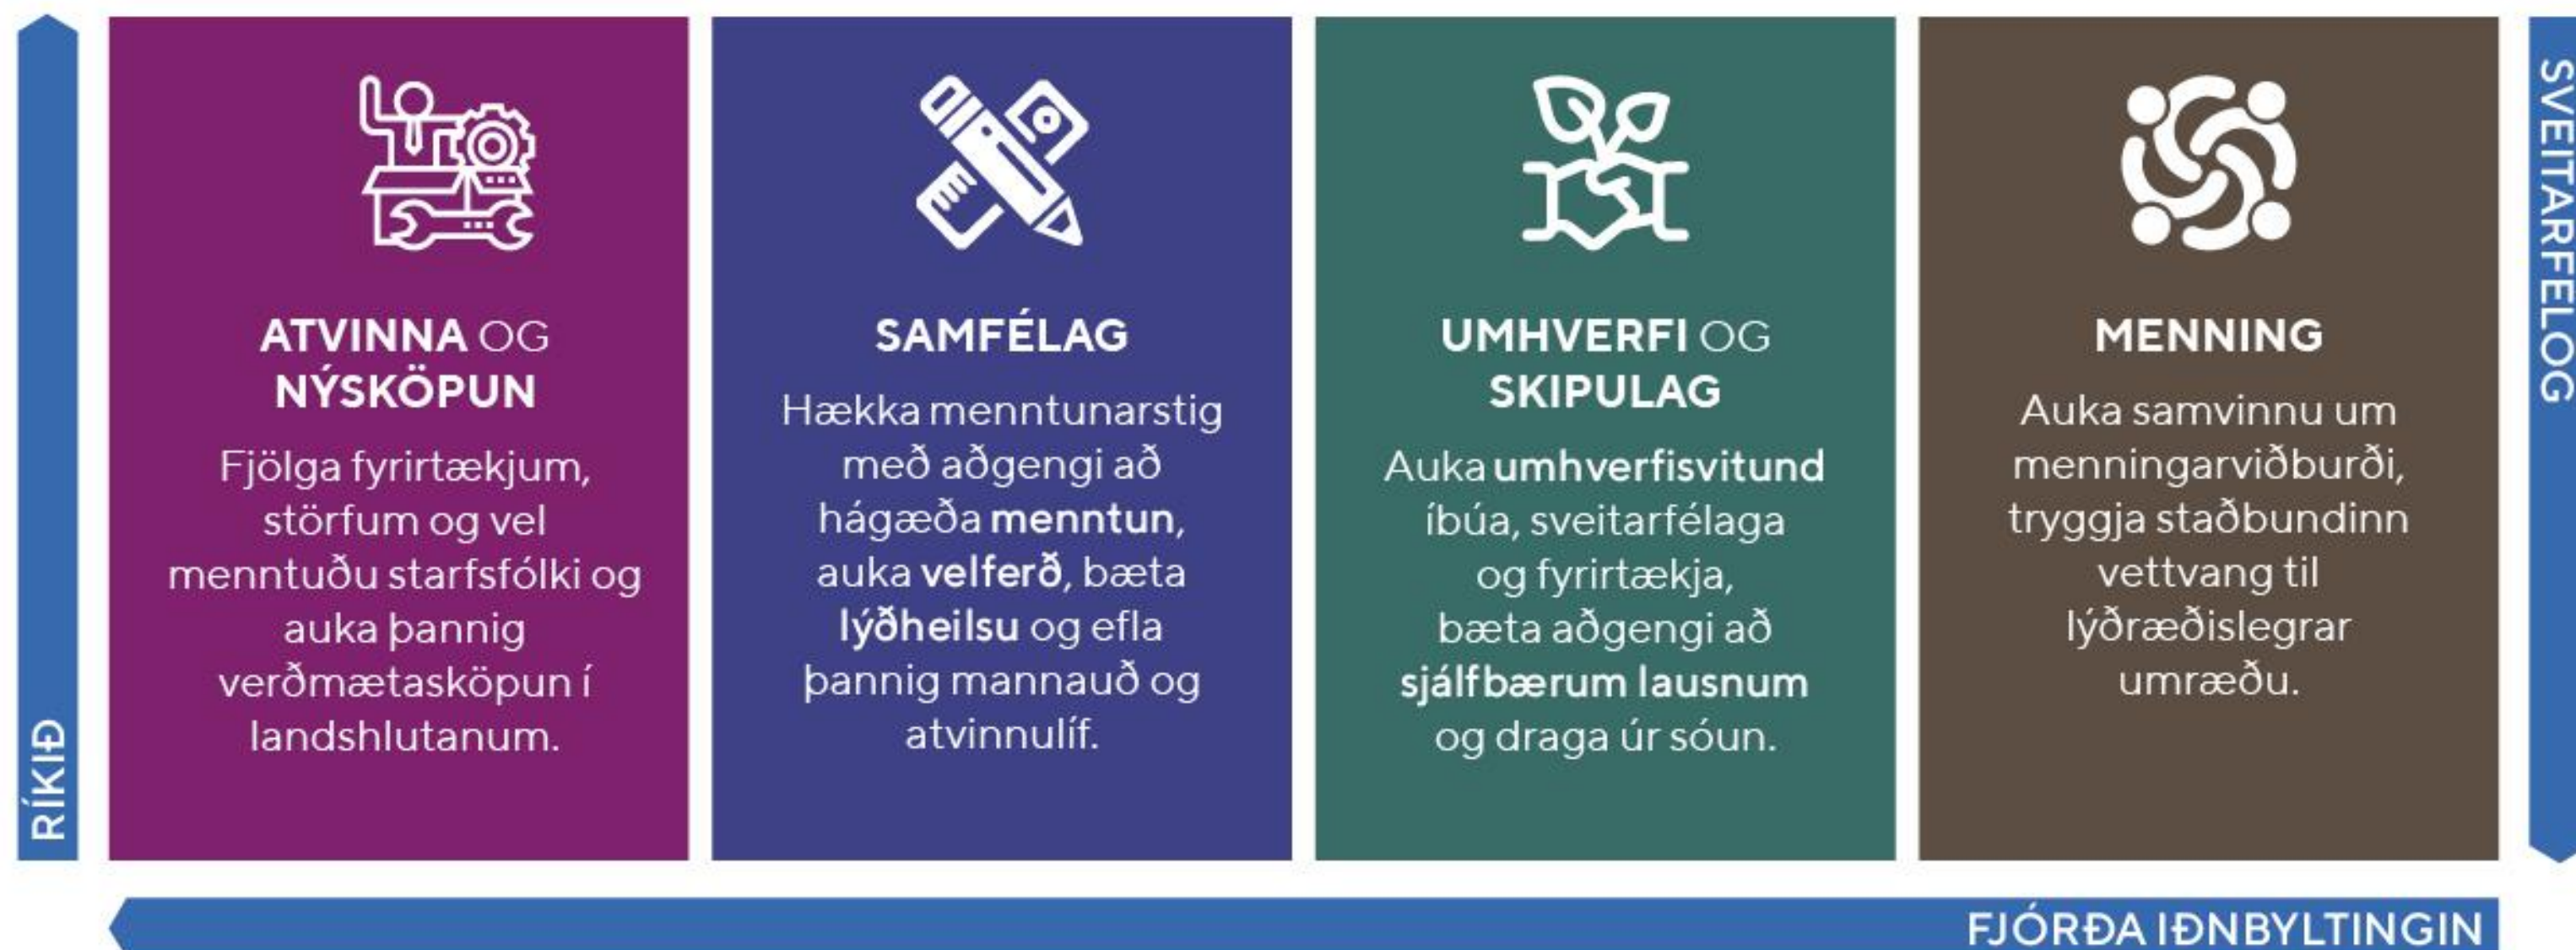 RÍKIÐ
ATVINNA OG
NÝSKÖPUN
Fjölga fyrirtækjum,
störfum og vel
menntuðu starfsfólki og
auka þannig
verðmætasköpun í
landshlutanum.
SAMFÉLAG
Hækka menntunarstig
með aðgengi að
hágæða menntun,
auka velferð, bæta
lýðheilsu og efla
þannig mannauð og
atvinnulíf.
UMHVERFI OG
SKIPULAG
Auka umhverfisvitund
íbúa, sveitarfélaga
og fyrirtækja,
bæta aðgengi að
sjálfbærum lausnum
og draga úr sóun.
MENNING
Auka samvinnu um
menningarviðburði,
tryggja staðbundinn
vettvang til
lýðræðislegrar
umræðu.
SVEITARFELOG
FJÓRÐA IÐNBYLTINGIN